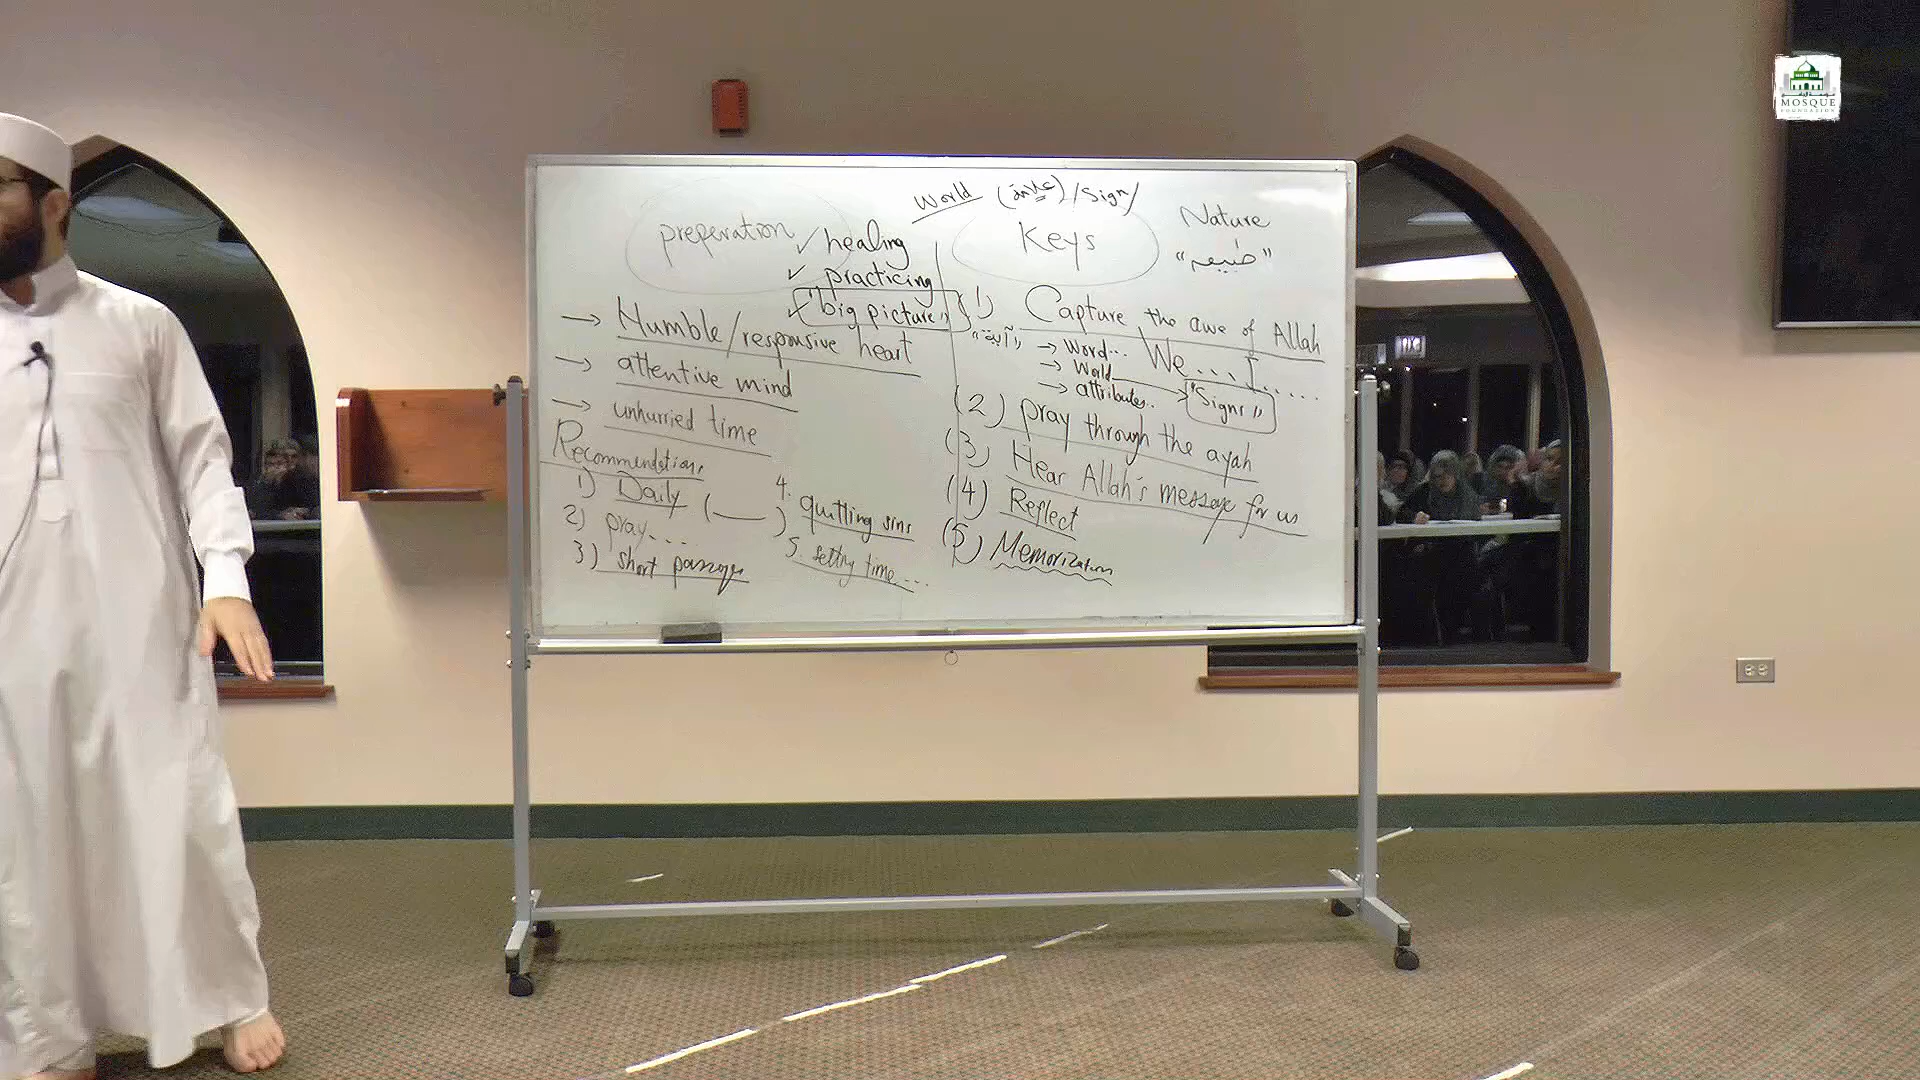 World (علامة) / Sign /
preperation
✓ healing
✓ practicing
✓ "big picture"
→ Humble/responsive heart
→ attentive mind
→ unhurried time
Recommendations
1) Daily (—)
2) pray....
3) short passage
4. quitting sins
5. setting time...
Keys
Nature
"طبيعة"
1) Capture the awe of Allah
"آية"
→ Word...
→ World
→ attributes..
We........
"Signs"
(2) pray through the ayah
(3) Hear Allah's message for us
(4) Reflect
(5) Memorization
MOSQUE
FOUNDATION